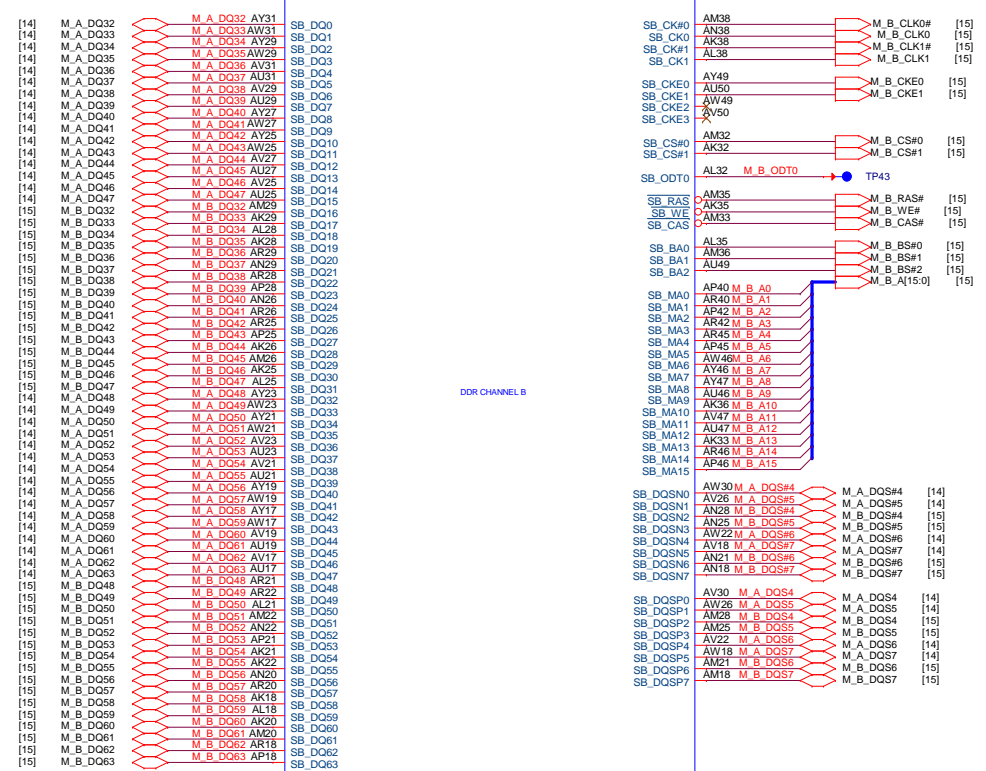 [14] M_A_DQ32 M_A_DQ32 AY31 SB_DQ0
[14] M_A_DQ33 M_A_DQ33 AW31 SB_DQ1
[14] M_A_DQ34 M_A_DQ34 AY29 SB_DQ2
[14] M_A_DQ35 M_A_DQ35 AW29 SB_DQ3
[14] M_A_DQ36 M_A_DQ36 AV31 SB_DQ4
[14] M_A_DQ37 M_A_DQ37 AU31 SB_DQ5
[14] M_A_DQ38 M_A_DQ38 AV29 SB_DQ6
[14] M_A_DQ39 M_A_DQ39 AU29 SB_DQ7
[14] M_A_DQ40 M_A_DQ40 AY27 SB_DQ8
[14] M_A_DQ41 M_A_DQ41 AW27 SB_DQ9
[14] M_A_DQ42 M_A_DQ42 AY25 SB_DQ10
[14] M_A_DQ43 M_A_DQ43 AW25 SB_DQ11
[14] M_A_DQ44 M_A_DQ44 AV27 SB_DQ12
[14] M_A_DQ45 M_A_DQ45 AU27 SB_DQ13
[14] M_A_DQ46 M_A_DQ46 AV25 SB_DQ14
[14] M_A_DQ47 M_A_DQ47 AU25 SB_DQ15
[15] M_B_DQ32 M_B_DQ32 AM29 SB_DQ16
[15] M_B_DQ33 M_B_DQ33 AK29 SB_DQ17
[15] M_B_DQ34 M_B_DQ34 AL28 SB_DQ18
[15] M_B_DQ35 M_B_DQ35 AK28 SB_DQ19
[15] M_B_DQ36 M_B_DQ36 AR29 SB_DQ20
[15] M_B_DQ37 M_B_DQ37 AN29 SB_DQ21
[15] M_B_DQ38 M_B_DQ38 AR28 SB_DQ22
[15] M_B_DQ39 M_B_DQ39 AP28 SB_DQ23
[15] M_B_DQ40 M_B_DQ40 AN26 SB_DQ24
[15] M_B_DQ41 M_B_DQ41 AR26 SB_DQ25
[15] M_B_DQ42 M_B_DQ42 AR25 SB_DQ26
[15] M_B_DQ43 M_B_DQ43 AP25 SB_DQ27
[15] M_B_DQ44 M_B_DQ44 AK26 SB_DQ28
[15] M_B_DQ45 M_B_DQ45 AM26 SB_DQ29
[15] M_B_DQ46 M_B_DQ46 AK25 SB_DQ30
[15] M_B_DQ47 M_B_DQ47 AL25 SB_DQ31
[14] M_A_DQ48 M_A_DQ48 AY23 SB_DQ32
[14] M_A_DQ49 M_A_DQ49 AW23 SB_DQ33
[14] M_A_DQ50 M_A_DQ50 AY21 SB_DQ34
[14] M_A_DQ51 M_A_DQ51 AW21 SB_DQ35
[14] M_A_DQ52 M_A_DQ52 AV23 SB_DQ36
[14] M_A_DQ53 M_A_DQ53 AU23 SB_DQ37
[14] M_A_DQ54 M_A_DQ54 AV21 SB_DQ38
[14] M_A_DQ55 M_A_DQ55 AU21 SB_DQ39
[14] M_A_DQ56 M_A_DQ56 AY19 SB_DQ40
[14] M_A_DQ57 M_A_DQ57 AW19 SB_DQ41
[14] M_A_DQ58 M_A_DQ58 AY17 SB_DQ42
[14] M_A_DQ59 M_A_DQ59 AW17 SB_DQ43
[14] M_A_DQ60 M_A_DQ60 AV19 SB_DQ44
[14] M_A_DQ61 M_A_DQ61 AU19 SB_DQ45
[14] M_A_DQ62 M_A_DQ62 AV17 SB_DQ46
[14] M_A_DQ63 M_A_DQ63 AU17 SB_DQ47
[15] M_B_DQ48 M_B_DQ48 AR21 SB_DQ48
[15] M_B_DQ49 M_B_DQ49 AR22 SB_DQ49
[15] M_B_DQ50 M_B_DQ50 AL21 SB_DQ50
[15] M_B_DQ51 M_B_DQ51 AM22 SB_DQ51
[15] M_B_DQ52 M_B_DQ52 AN22 SB_DQ52
[15] M_B_DQ53 M_B_DQ53 AP21 SB_DQ53
[15] M_B_DQ54 M_B_DQ54 AK21 SB_DQ54
[15] M_B_DQ55 M_B_DQ55 AK22 SB_DQ55
[15] M_B_DQ56 M_B_DQ56 AN20 SB_DQ56
[15] M_B_DQ57 M_B_DQ57 AR20 SB_DQ57
[15] M_B_DQ58 M_B_DQ58 AK18 SB_DQ58
[15] M_B_DQ59 M_B_DQ59 AL18 SB_DQ59
[15] M_B_DQ60 M_B_DQ60 AK20 SB_DQ60
[15] M_B_DQ61 M_B_DQ61 AM20 SB_DQ61
[15] M_B_DQ62 M_B_DQ62 AR18 SB_DQ62
[15] M_B_DQ63 M_B_DQ63 AP18 SB_DQ63
DDR CHANNEL B
SB_CK#0 AM38 M_B_CLK0# [15]
SB_CK0 AN38 M_B_CLK0 [15]
SB_CK#1 AK38 M_B_CLK1# [15]
SB_CK1 AL38 M_B_CLK1 [15]
SB_CKE0 AY49 M_B_CKE0 [15]
SB_CKE1 AU50 M_B_CKE1 [15]
SB_CKE2 AW49
SB_CKE3 AV50
SB_CS#0 AM32 M_B_CS#0 [15]
SB_CS#1 AK32 M_B_CS#1 [15]
SB_ODT0 AL32 M_B_ODT0 TP43
SB_RAS AM35 M_B_RAS# [15]
SB_WE AK35 M_B_WE# [15]
SB_CAS AM33 M_B_CAS# [15]
SB_BA0 AL35 M_B_BS#0 [15]
SB_BA1 AM36 M_B_BS#1 [15]
SB_BA2 AU49 M_B_BS#2 [15]
M_B_A[15:0] [15]
SB_MA0 AP40 M_B_A0
SB_MA1 AR40 M_B_A1
SB_MA2 AP42 M_B_A2
SB_MA3 AR42 M_B_A3
SB_MA4 AR45 M_B_A4
SB_MA5 AP45 M_B_A5
SB_MA6 AW46 M_B_A6
SB_MA7 AY46 M_B_A7
SB_MA8 AY47 M_B_A8
SB_MA9 AU46 M_B_A9
SB_MA10 AK36 M_B_A10
SB_MA11 AV47 M_B_A11
SB_MA12 AU47 M_B_A12
SB_MA13 AK33 M_B_A13
SB_MA14 AR46 M_B_A14
SB_MA15 AP46 M_B_A15
SB_DQSN0 AW30 M_A_DQS#4 M_A_DQS#4 [14]
SB_DQSN1 AV26 M_A_DQS#5 M_A_DQS#5 [14]
SB_DQSN2 AN28 M_B_DQS#4 M_B_DQS#4 [15]
SB_DQSN3 AN25 M_B_DQS#5 M_B_DQS#5 [15]
SB_DQSN4 AW22 M_A_DQS#6 M_A_DQS#6 [14]
SB_DQSN5 AV18 M_A_DQS#7 M_A_DQS#7 [14]
SB_DQSN6 AN21 M_B_DQS#6 M_B_DQS#6 [15]
SB_DQSN7 AN18 M_B_DQS#7 M_B_DQS#7 [15]
SB_DQSP0 AV30 M_A_DQS4 M_A_DQS4 [14]
SB_DQSP1 AW26 M_A_DQS5 M_A_DQS5 [14]
SB_DQSP2 AM28 M_B_DQS4 M_B_DQS4 [15]
SB_DQSP3 AM25 M_B_DQS5 M_B_DQS5 [15]
SB_DQSP4 AV22 M_A_DQS6 M_A_DQS6 [14]
SB_DQSP5 AW18 M_A_DQS7 M_A_DQS7 [14]
SB_DQSP6 AM21 M_B_DQS6 M_B_DQS6 [15]
SB_DQSP7 AM18 M_B_DQS7 M_B_DQS7 [15]